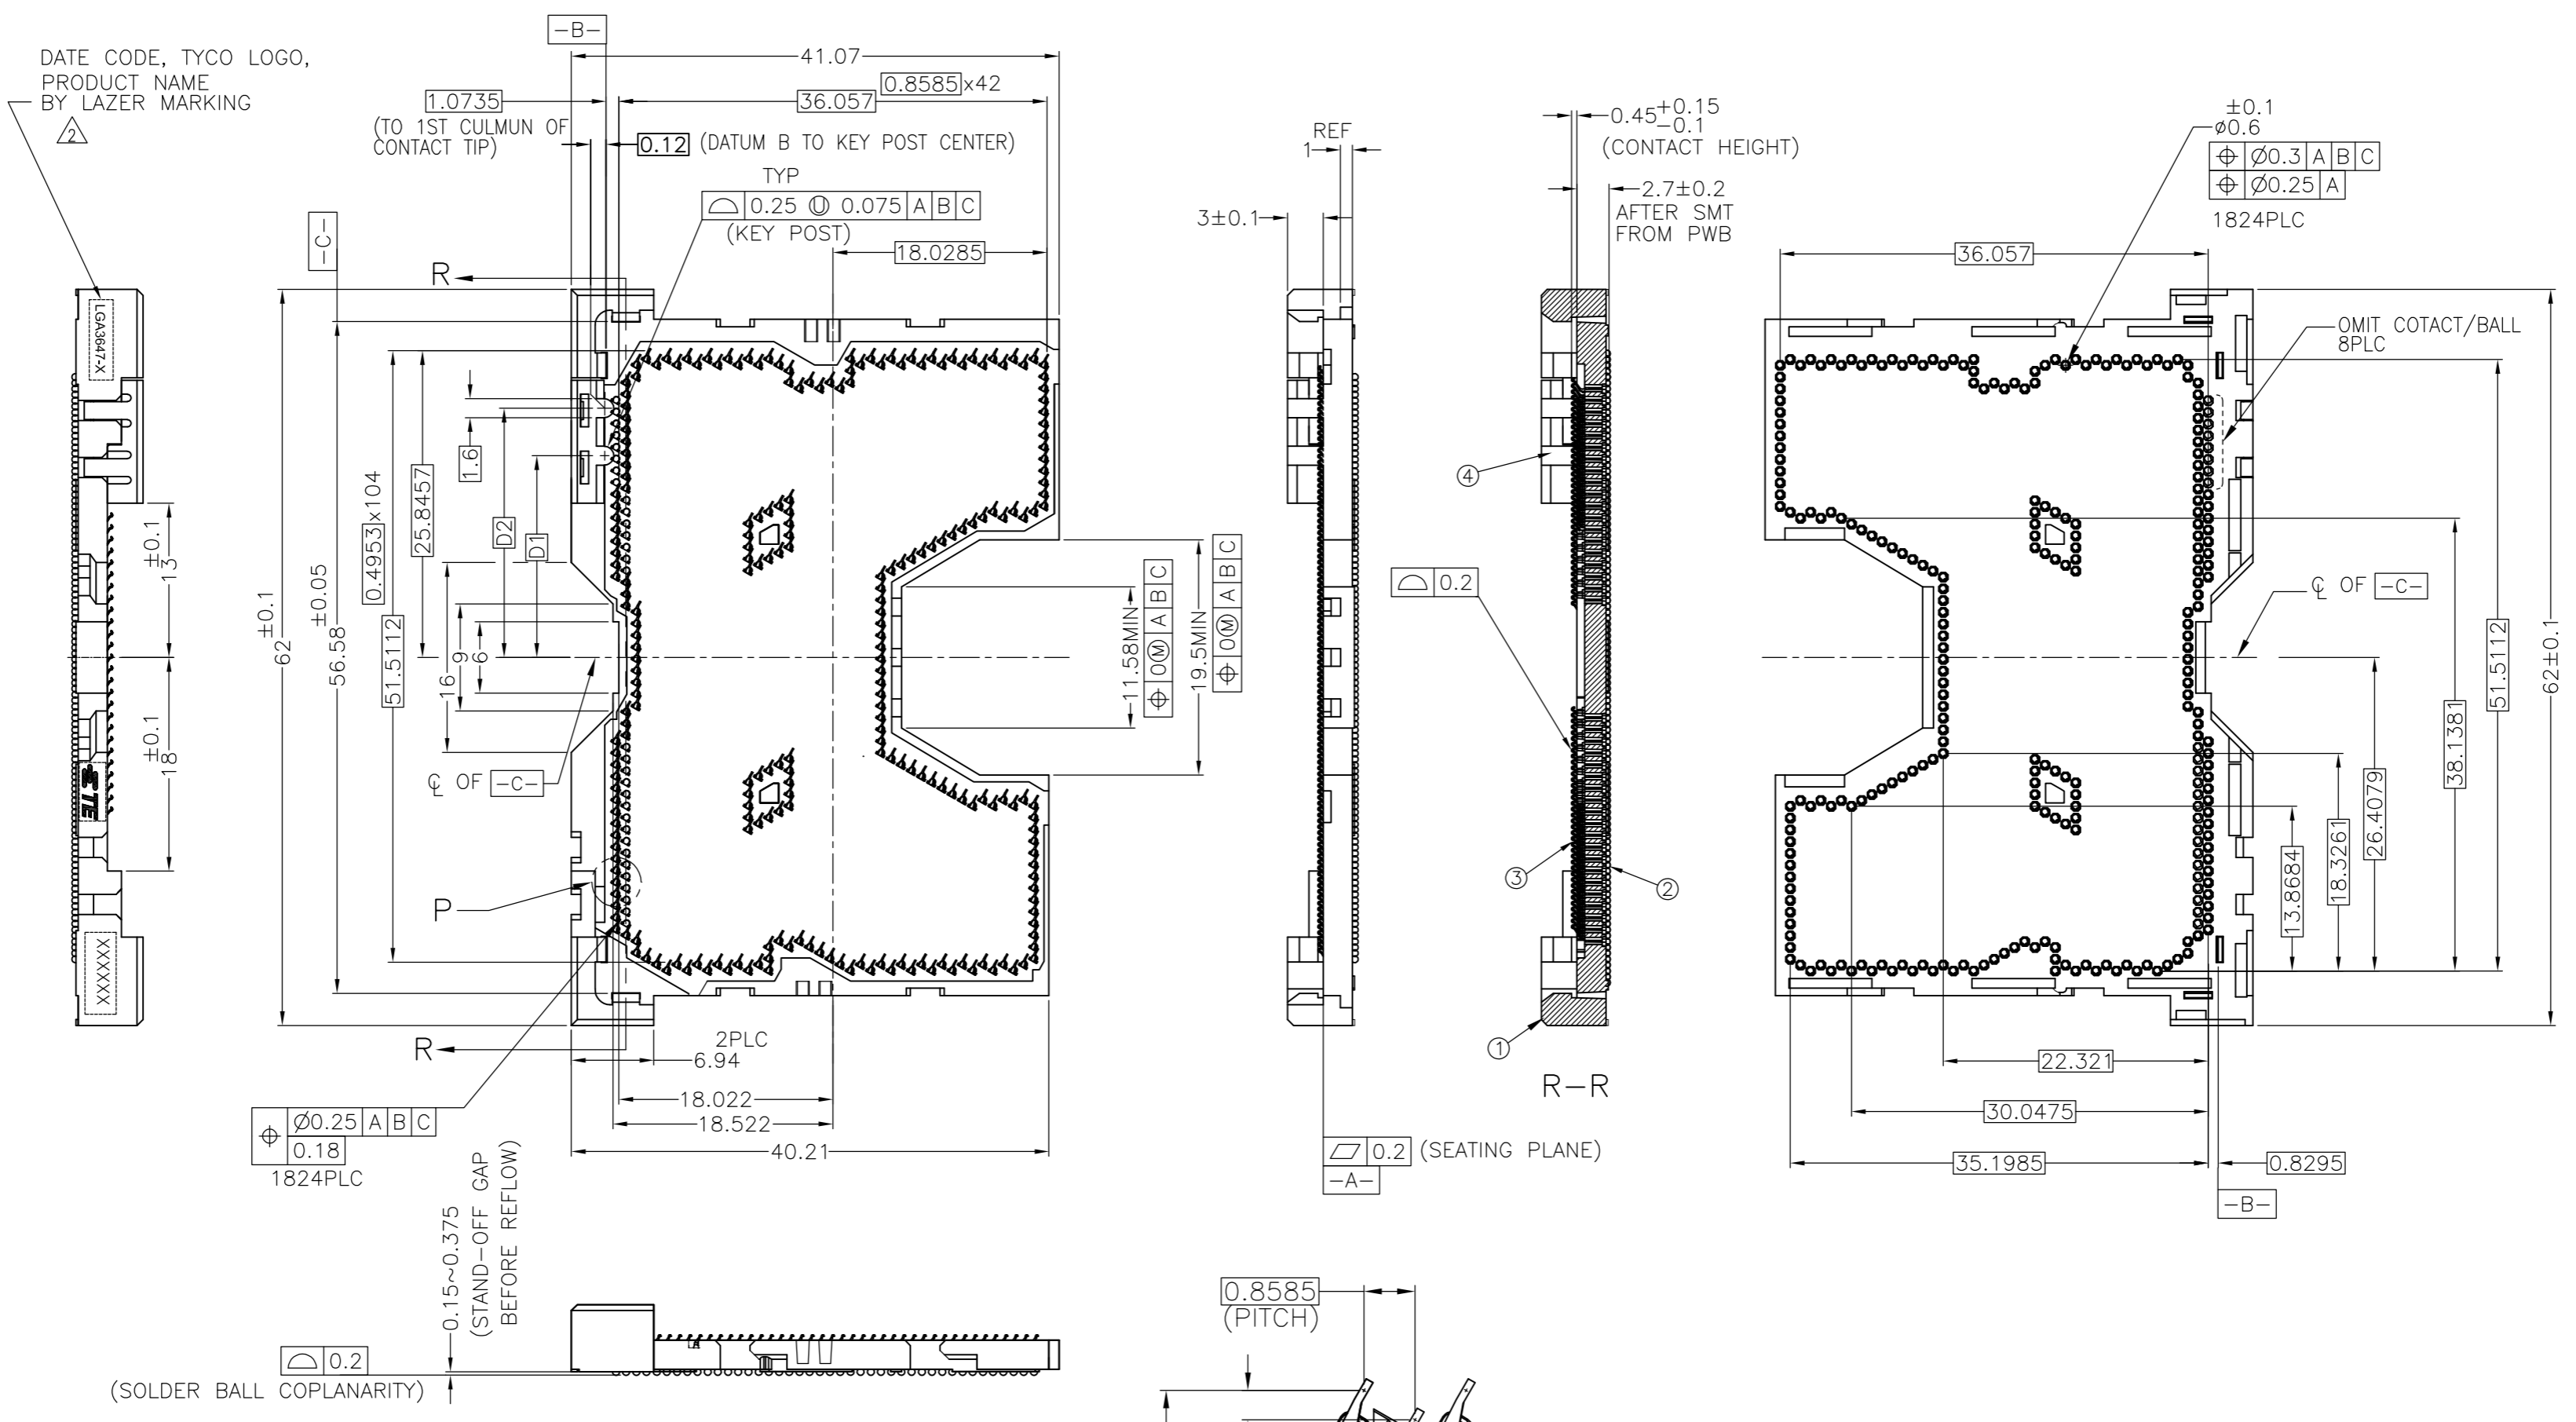 DATE CODE, TYCO LOGO,
PRODUCT NAME
BY LAZER MARKING
2
-B-
41.07
0.8585x42
1.0735
36.057
(TO 1ST CULMUN OF
CONTACT TIP)
0.12 (DATUM B TO KEY POST CENTER)
TYP
⌓ 0.25 Ⓤ 0.075 A B C
(KEY POST)
-C-
18.0285
R
LGA3647-X
±0.1
13
±0.1
18
TE
XXXXXX
±0.1
62
±0.05
56.58
0.4953x104
51.5112
25.8457
1.6
D2
D1
16
9
6
℄ OF -C-
P
11.58MIN
⌖ 0Ⓜ A B C
19.5MIN
⌖ 0Ⓜ A B C
R
2PLC
6.94
18.022
18.522
40.21
⌖ Ø0.25 A B C
0.18
1824PLC
REF
1
3±0.1
⏥ 0.2 (SEATING PLANE)
-A-
0.45 +0.15
-0.1
(CONTACT HEIGHT)
2.7±0.2
AFTER SMT
FROM PWB
4
⌓ 0.2
3
2
1
R-R
±0.1
ø0.6
⌖ Ø0.3 A B C
⌖ Ø0.25 A
1824PLC
36.057
OMIT COTACT/BALL
8PLC
℄ OF -C-
62±0.1
51.5112
38.1381
26.4079
18.3261
13.8684
22.321
30.0475
35.1985
0.8295
-B-
0.15~0.375
(STAND-OFF GAP
BEFORE REFLOW)
⌓ 0.2
(SOLDER BALL COPLANARITY)
A
0.8585
(PITCH)